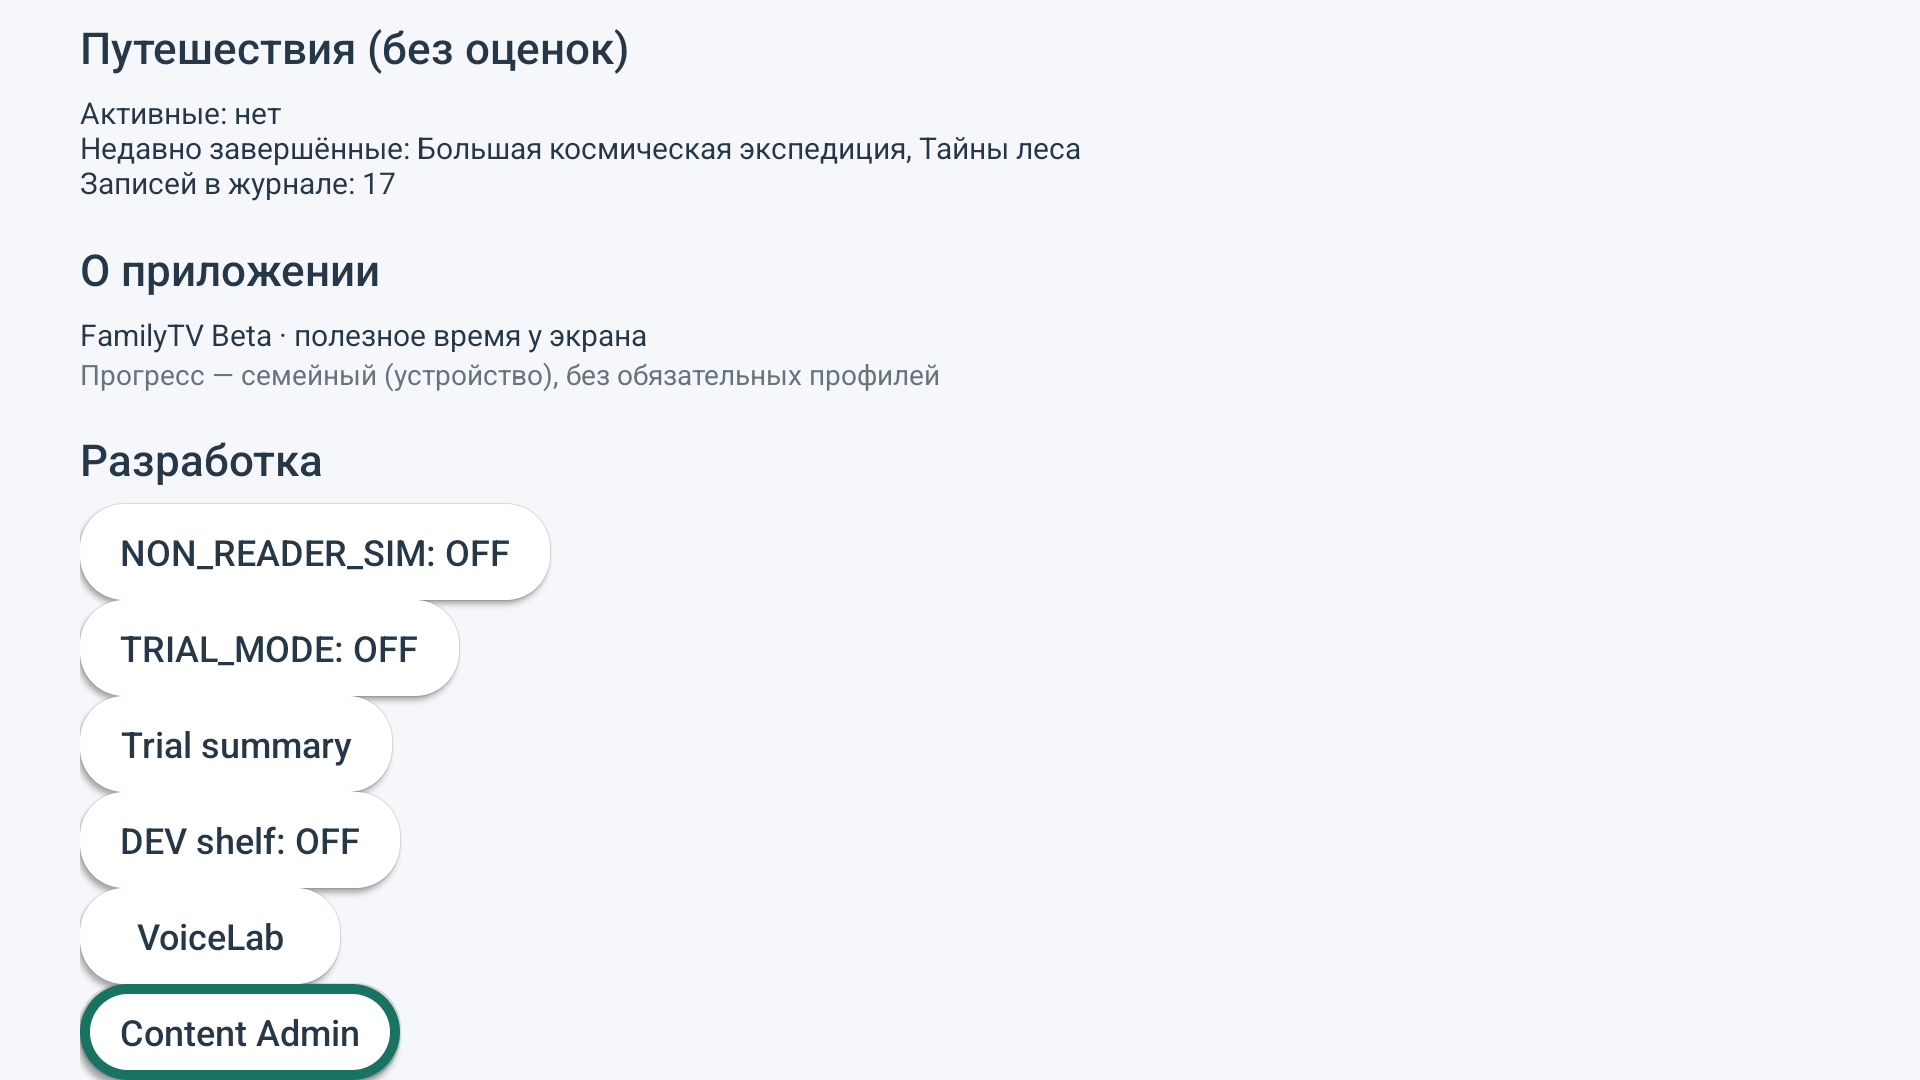 Путешествия (без оценок)
Активные: нет
Недавно завершённые: Большая космическая экспедиция, Тайны леса
Записей в журнале: 17
О приложении
FamilyTV Beta · полезное время у экрана
Прогресс — семейный (устройство), без обязательных профилей
Разработка
NON_READER_SIM: OFF
TRIAL_MODE: OFF
Trial summary
DEV shelf: OFF
VoiceLab
Content Admin